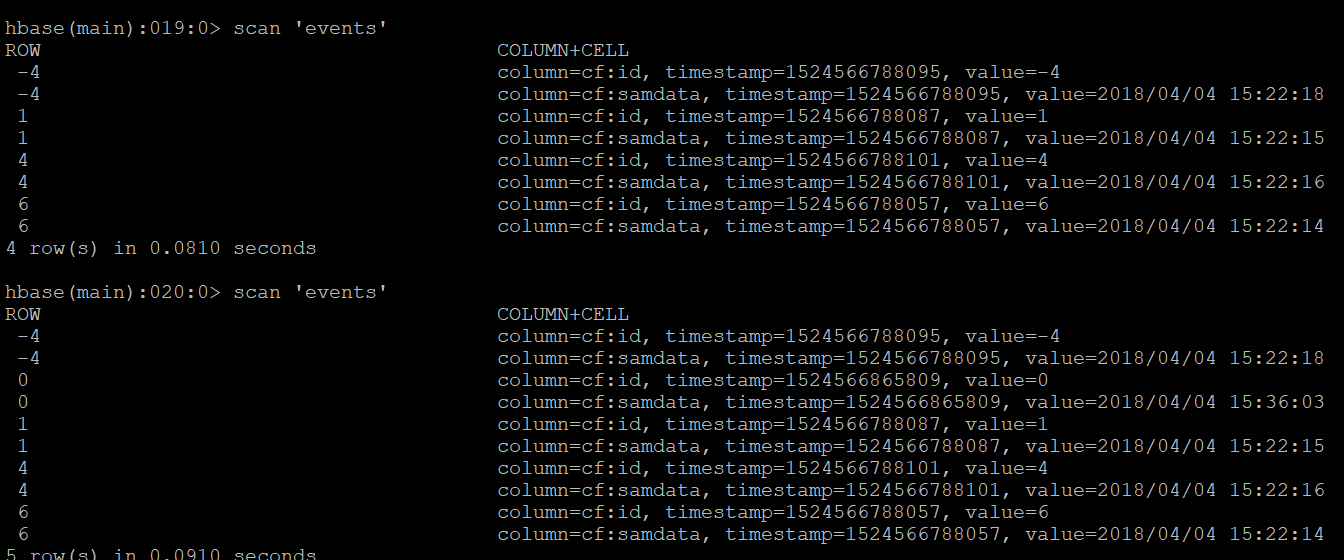 hbase(main):019:0> scan 'events'
ROW COLUMN+CELL
-4 column=cf:id, timestamp=1524566788095, value=-4
-4 column=cf:samdata, timestamp=1524566788095, value=2018/04/04 15:22:18
1 column=cf:id, timestamp=1524566788087, value=1
1 column=cf:samdata, timestamp=1524566788087, value=2018/04/04 15:22:15
4 column=cf:id, timestamp=1524566788101, value=4
4 column=cf:samdata, timestamp=1524566788101, value=2018/04/04 15:22:16
6 column=cf:id, timestamp=1524566788057, value=6
6 column=cf:samdata, timestamp=1524566788057, value=2018/04/04 15:22:14
4 row(s) in 0.0810 seconds
hbase(main):020:0> scan 'events'
ROW COLUMN+CELL
-4 column=cf:id, timestamp=1524566788095, value=-4
-4 column=cf:samdata, timestamp=1524566788095, value=2018/04/04 15:22:18
0 column=cf:id, timestamp=1524566865809, value=0
0 column=cf:samdata, timestamp=1524566865809, value=2018/04/04 15:36:03
1 column=cf:id, timestamp=1524566788087, value=1
1 column=cf:samdata, timestamp=1524566788087, value=2018/04/04 15:22:15
4 column=cf:id, timestamp=1524566788101, value=4
4 column=cf:samdata, timestamp=1524566788101, value=2018/04/04 15:22:16
6 column=cf:id, timestamp=1524566788057, value=6
6 column=cf:samdata, timestamp=1524566788057, value=2018/04/04 15:22:14
5 row(s) in 0.0910 seconds